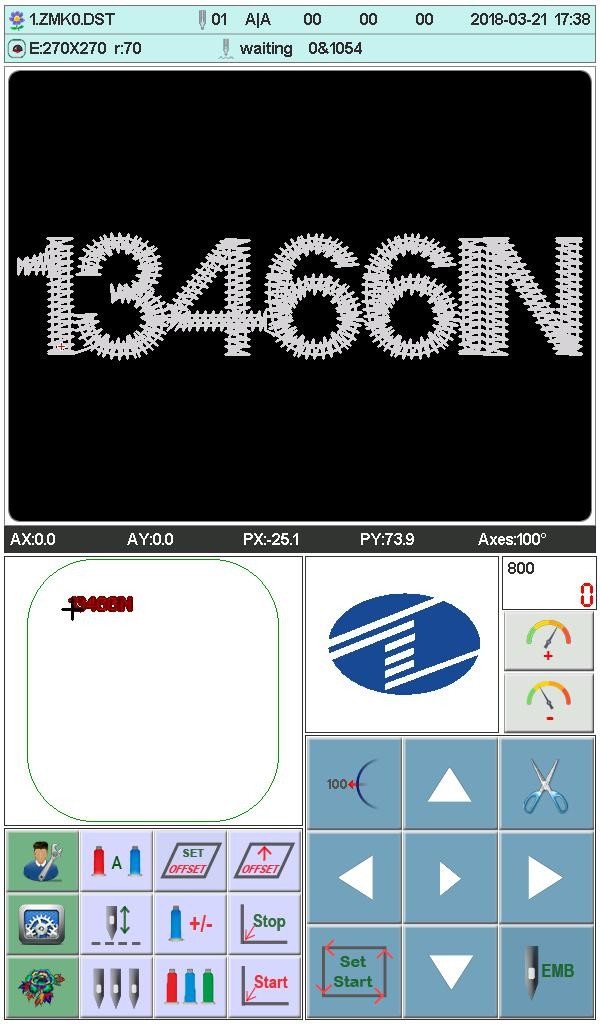 1.ZMK0.DST 01 A|A 00 00 00 2018-03-21 17:38
E:270X270 r:70 waiting 0&1054
13466IN
AX:0.0 AY:0.0 PX:-25.1 PY:73.9 Axes:100°
13466IN
800
0
+
-
100
A
SET
OFFSET
OFFSET
+/-
Stop
Start
Set
Start
EMB